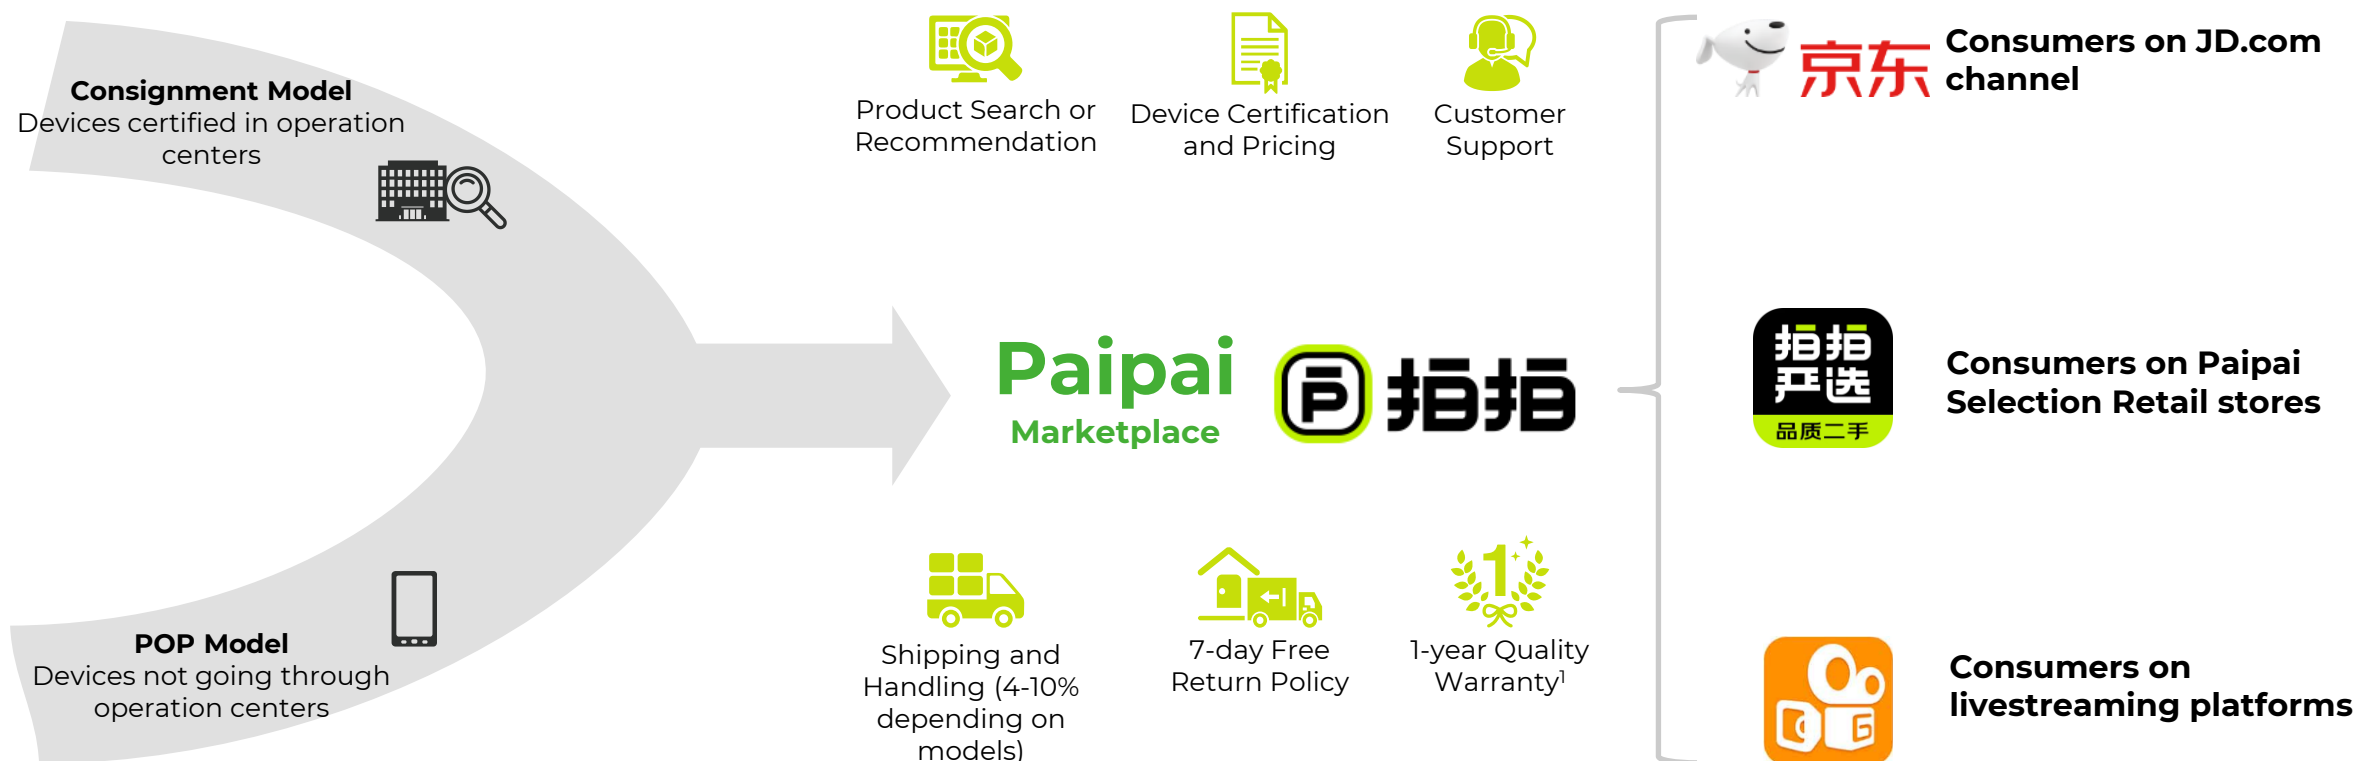 Consignment Model
Devices certified in operation
centers
POP Model
Devices not going through
operation centers
Product Search or
Recommendation
Device Certification
and Pricing
Customer
Support
Paipai
Marketplace
拍拍
Shipping and
Handling (4-10%
depending on
models)
7-day Free
Return Policy
1
1-year Quality
Warranty¹
京东
Consumers on JD.com
channel
拍拍
严选
品质二手
Consumers on Paipai
Selection Retail stores
Consumers on
livestreaming platforms